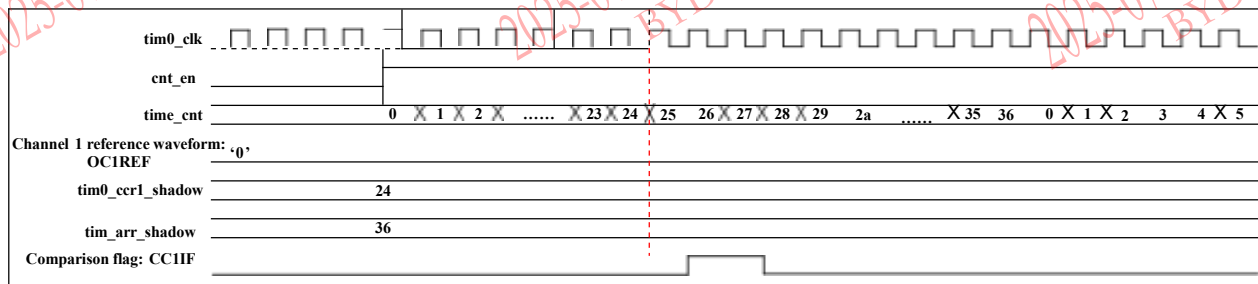 tim0_clk
cnt_en
time_cnt 0 X 1 X 2 X ...... X 23 X 24 X 25 26 X 27 X 28 X 29 2a ...... X 35 36 0 X 1 X 2 3 4 X 5
Channel 1 reference waveform: '0'
OC1REF
tim0_ccr1_shadow 24
tim_arr_shadow 36
Comparison flag: CC1IF